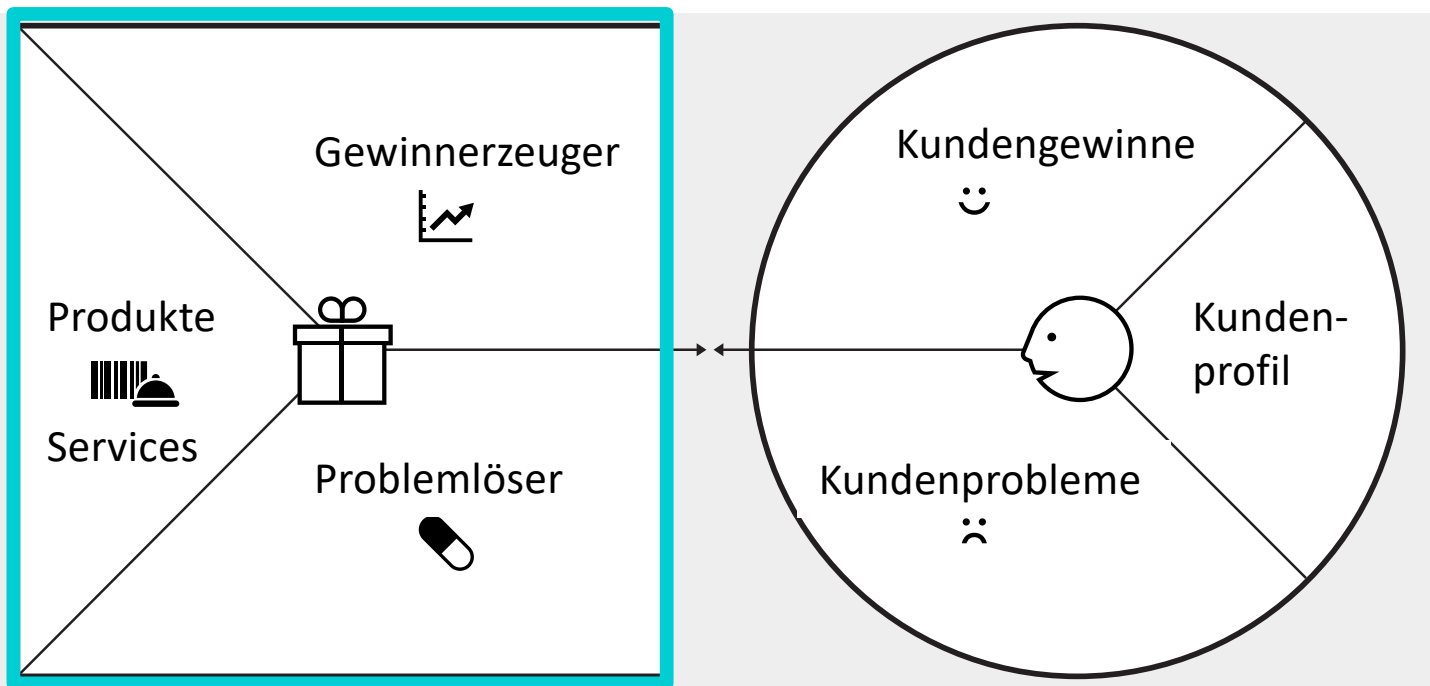 Gewinnerzeuger
Produkte
Services
Problemlöser
Kundengewinne
Kunden-
profil
Kundenprobleme